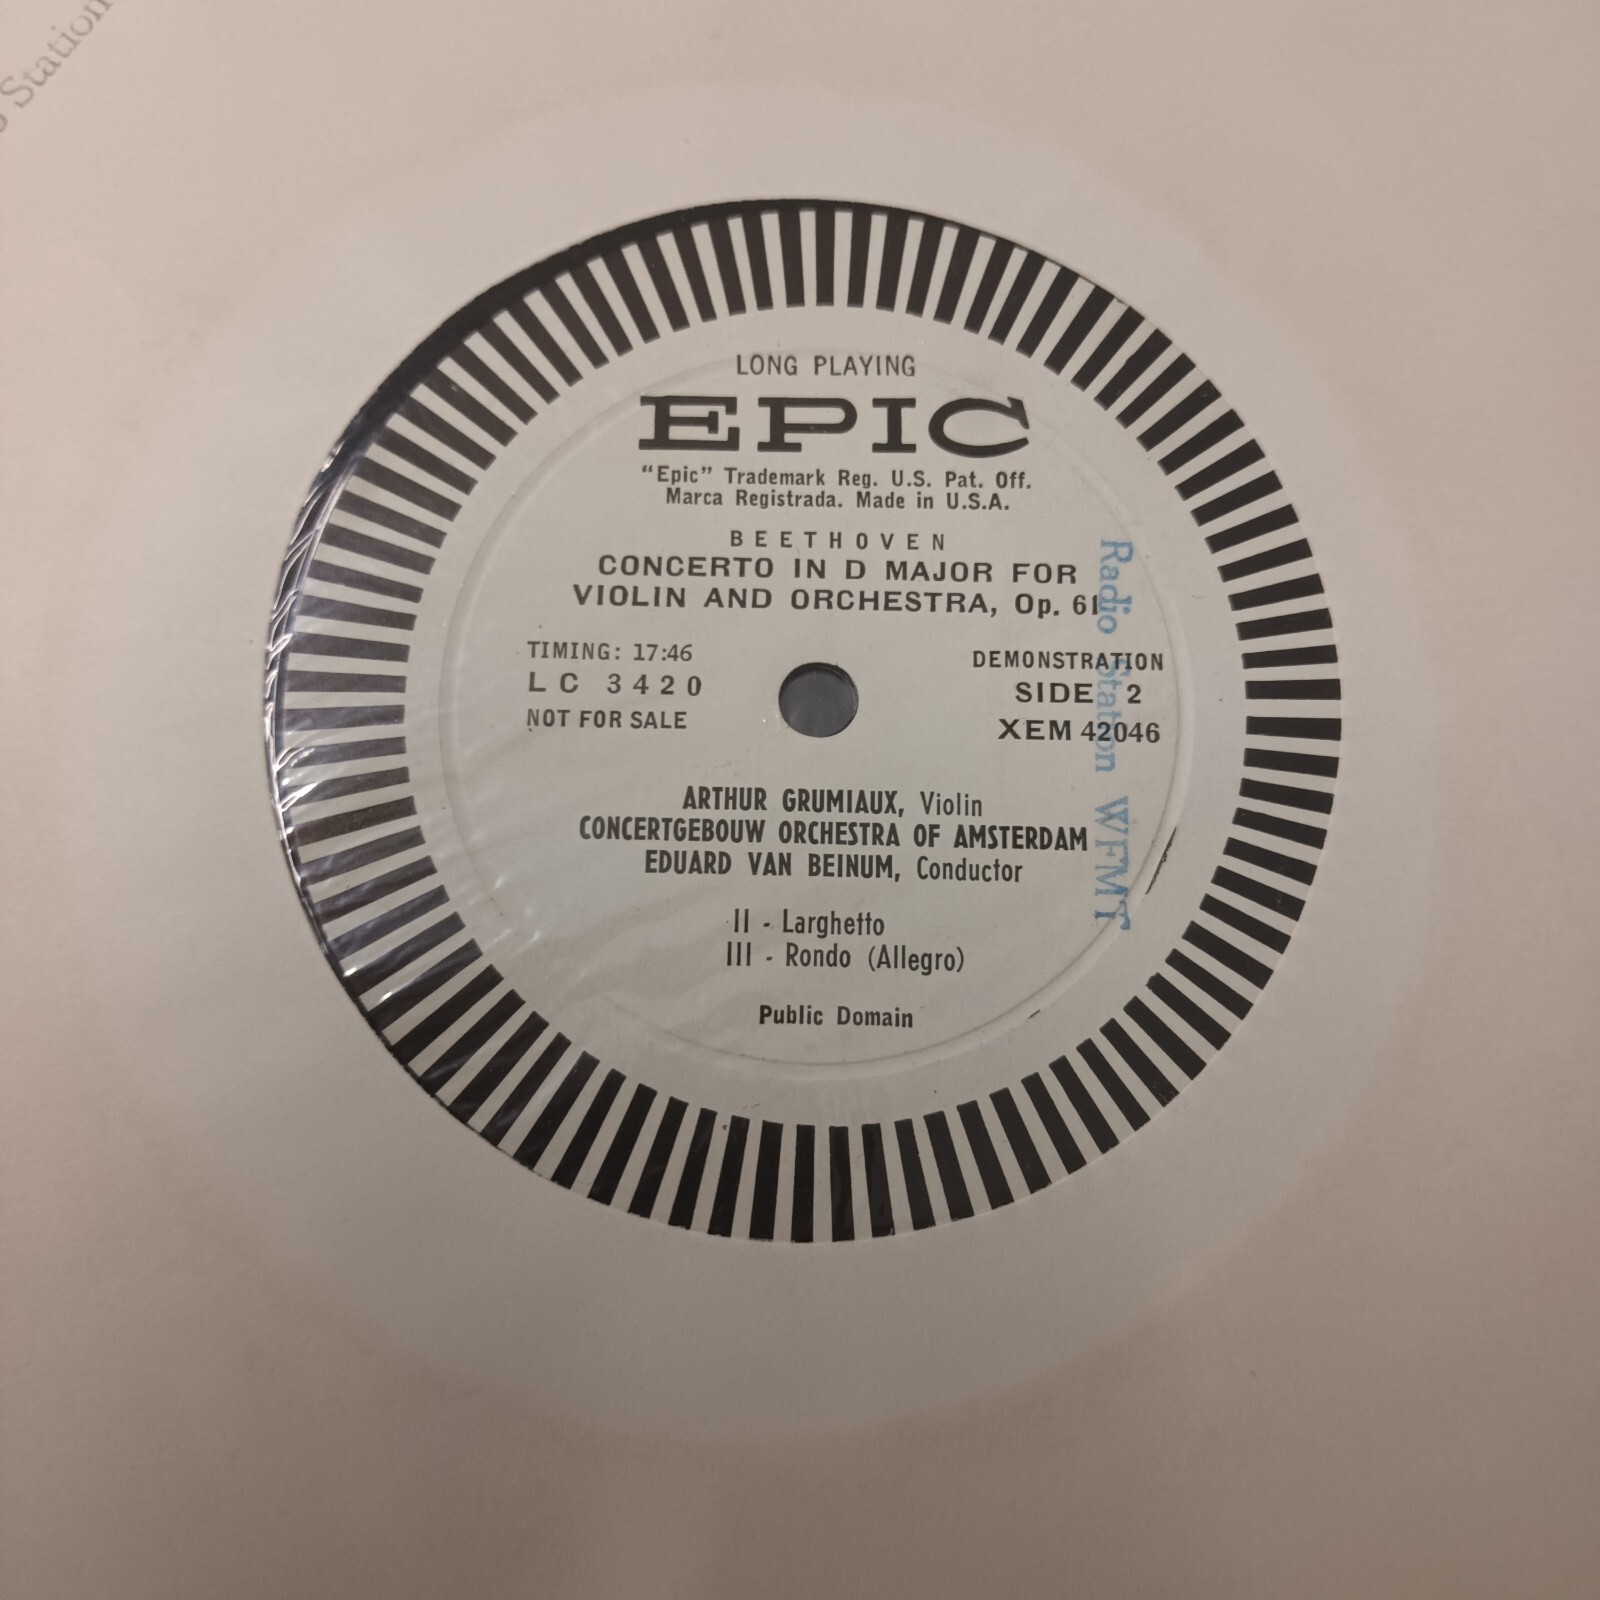 Station
LONG PLAYING
EPIC
"Epic" Trademark Reg. U.S. Pat. Off.
Marca Registrada. Made in U.S.A.
BEETHOVEN
CONCERTO IN D MAJOR FOR
VIOLIN AND ORCHESTRA, Op. 61
TIMING: 17:46
LC 3420
NOT FOR SALE
DEMONSTRATION
SIDE 2
XEM 42046
ARTHUR GRUMIAUX, Violin
CONCERTGEBOUW ORCHESTRA OF AMSTERDAM
EDUARD VAN BEINUM, Conductor
II - Larghetto
III - Rondo (Allegro)
Public Domain
Radio Station WFMT